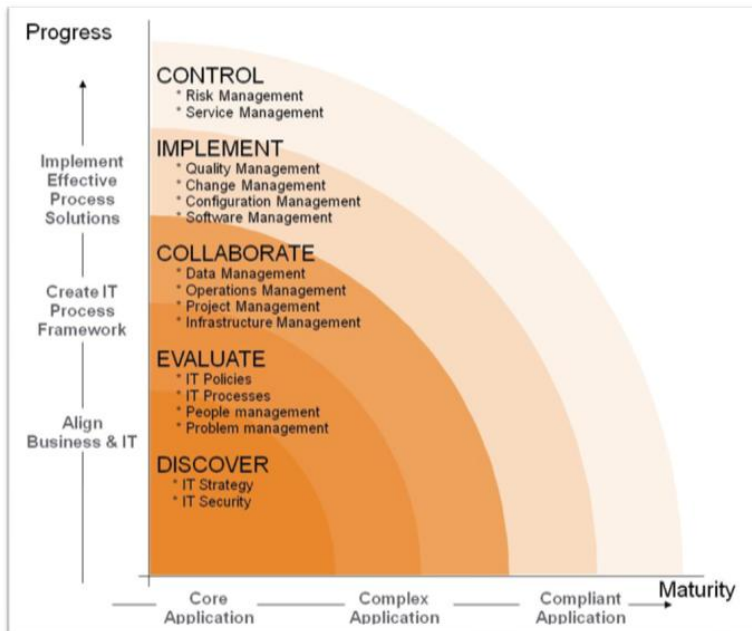 Progress
CONTROL
* Risk Management
* Service Management
Implement
Effective
Process
Solutions
IMPLEMENT
* Quality Management
* Change Management
* Configuration Management
* Software Management
COLLABORATE
* Data Management
* Operations Management
* Project Management
* Infrastructure Management
Create IT
Process
Framework
EVALUATE
* IT Policies
* IT Processes
* People management
* Problem management
Align
Business & IT
DISCOVER
* IT Strategy
* IT Security
Maturity
Core
Application
Complex
Application
Compliant
Application